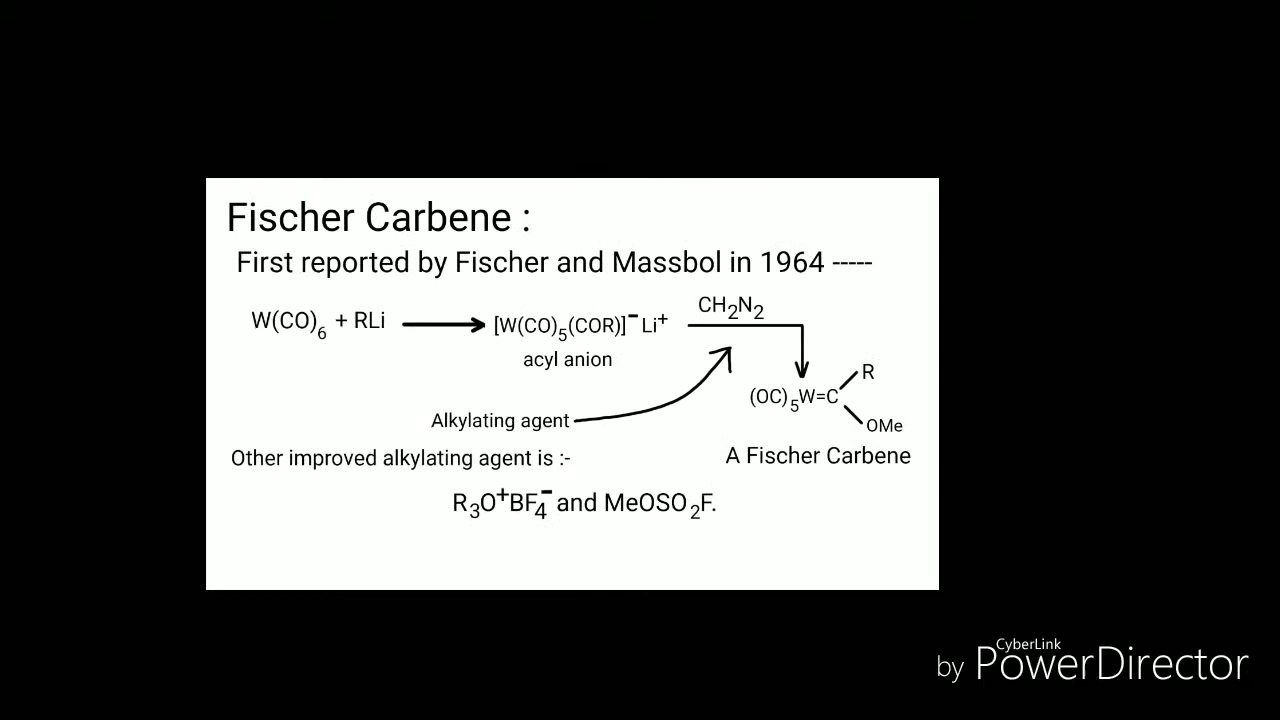 Fischer Carbene :
First reported by Fischer and Massbol in 1964 -----
CH₂N₂
W(CO)₆ + RLi [W(CO)₅(COR)]⁻ Li⁺
acyl anion
R
(OC)₅W=C
OMe
Alkylating agent
A Fischer Carbene
Other improved alkylating agent is :-
R₃O⁺BF₄⁻ and MeOSO₂F.
CyberLink
by PowerDirector